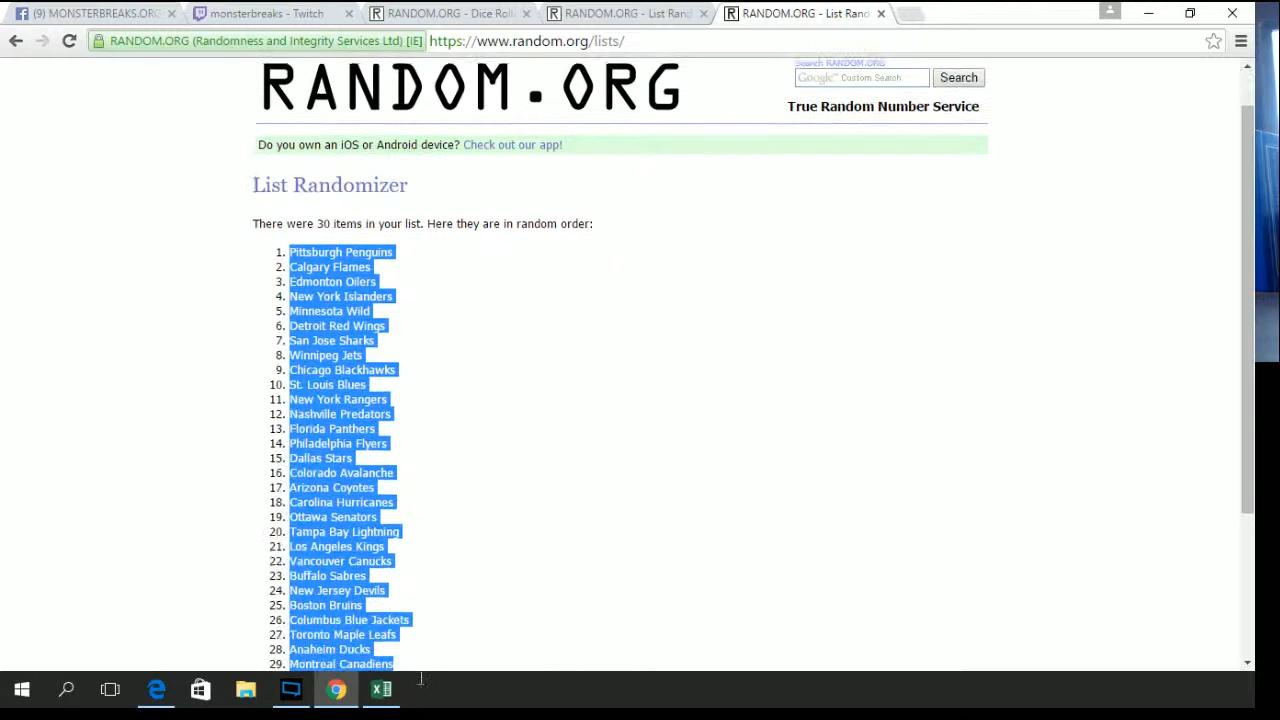 (9) MONSTERBREAKS.ORG
monsterbreaks - Twitch
RANDOM.ORG - Dice Roll
RANDOM.ORG - List Ran
RANDOM.ORG - List Ran
RANDOM.ORG (Randomness and Integrity Services Ltd) [IE]
https://www.random.org/lists/
Search RANDOM.ORG
RANDOM.ORG
Google™ Custom Search
Search
True Random Number Service
Do you own an iOS or Android device? Check out our app!
List Randomizer
There were 30 items in your list. Here they are in random order:
1. Pittsburgh Penguins
2. Calgary Flames
3. Edmonton Oilers
4. New York Islanders
5. Minnesota Wild
6. Detroit Red Wings
7. San Jose Sharks
8. Winnipeg Jets
9. Chicago Blackhawks
10. St. Louis Blues
11. New York Rangers
12. Nashville Predators
13. Florida Panthers
14. Philadelphia Flyers
15. Dallas Stars
16. Colorado Avalanche
17. Arizona Coyotes
18. Carolina Hurricanes
19. Ottawa Senators
20. Tampa Bay Lightning
21. Los Angeles Kings
22. Vancouver Canucks
23. Buffalo Sabres
24. New Jersey Devils
25. Boston Bruins
26. Columbus Blue Jackets
27. Toronto Maple Leafs
28. Anaheim Ducks
29. Montreal Canadiens